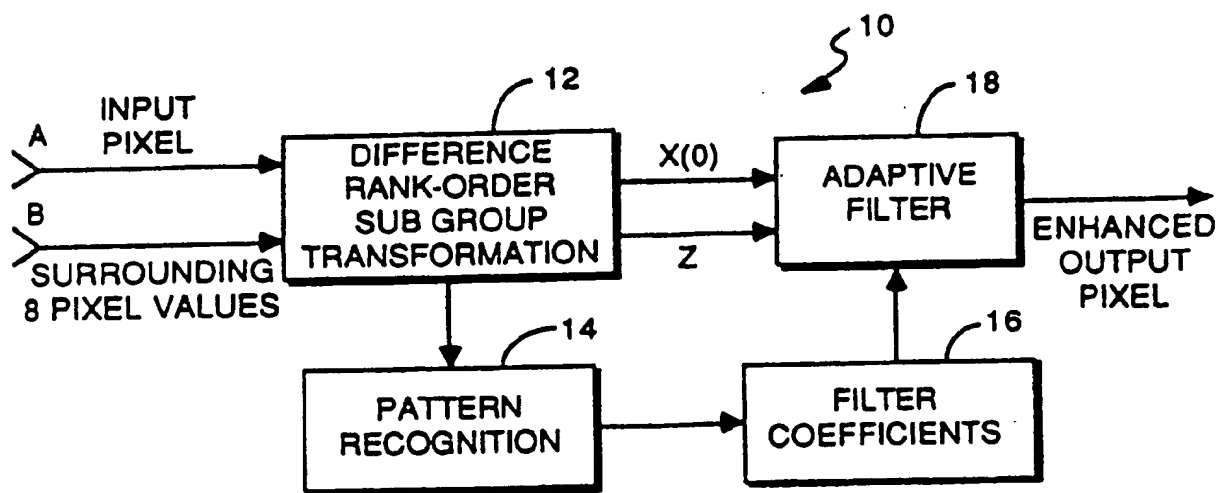 10
12
18
A
INPUT
PIXEL
DIFFERENCE
RANK-ORDER
SUB GROUP
TRANSFORMATION
X(0)
Z
ADAPTIVE
FILTER
B
SURROUNDING
8 PIXEL VALUES
ENHANCED
OUTPUT
PIXEL
14
16
PATTERN
RECOGNITION
FILTER
COEFFICIENTS